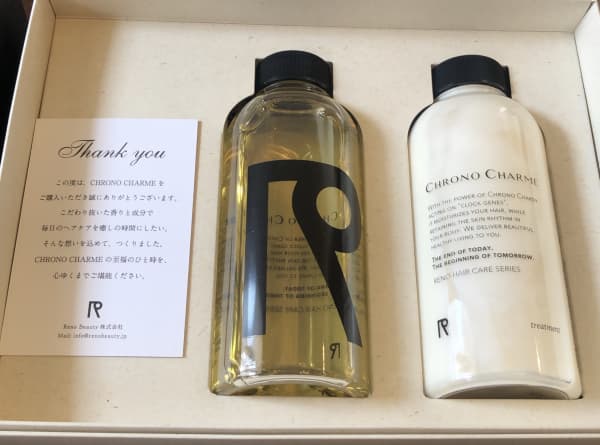 Thank you
この度は、CHRONO CHARME を
ご購入いただき誠にありがとうございます。
こだわり抜いた香りと成分で
毎日のヘアケアを癒しの時間にしたい。
そんな想いを込めて、つくりました。
CHRONO CHARME の至福のひと時を、
心ゆくまでご堪能ください。
R
Reno Beauty 株式会社
Mail: info@renobeauty.jp
R
CHRONO CHARME
WITH THE POWER OF CHRONO CHARM
ACTING ON "CLOCK GENES",
IT MOISTURIZES YOUR HAIR, WHILE
RETAINING THE SKIN RHYTHM IN
YOUR BODY. WE DELIVER BEAUTIFUL
HEALTHY LIVING TO YOU.
THE END OF TODAY.
THE BEGINNING OF TOMORROW.
RENO HAIR CARE SERIES
R
treatment